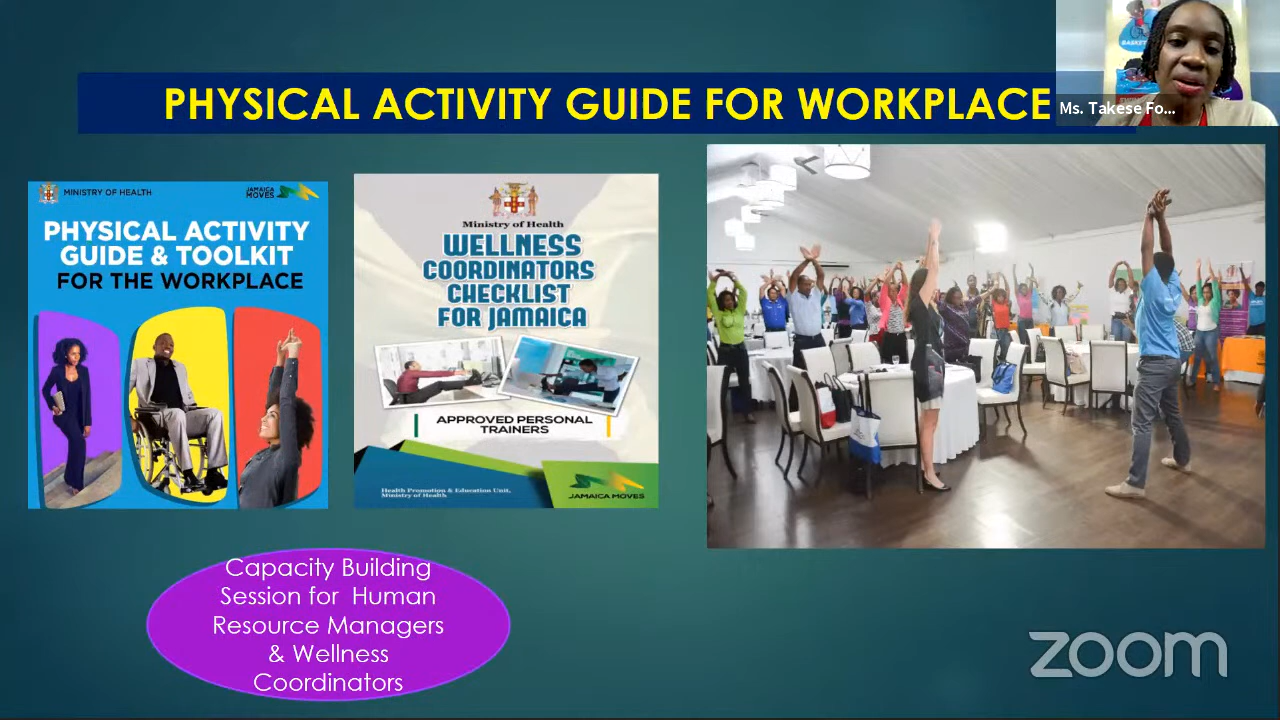 PHYSICAL ACTIVITY GUIDE FOR WORKPLACE
Ms. Takese Fo...
MINISTRY OF HEALTH
JAMAICA
MOVES
PHYSICAL ACTIVITY
GUIDE & TOOLKIT
FOR THE WORKPLACE
Ministry of Health
WELLNESS
COORDINATORS
CHECKLIST
FOR JAMAICA
APPROVED PERSONAL
TRAINERS
Health Promotion & Education Unit,
Ministry of Health
JAMAICA MOVES
Capacity Building
Session for Human
Resource Managers
& Wellness
Coordinators
zoom